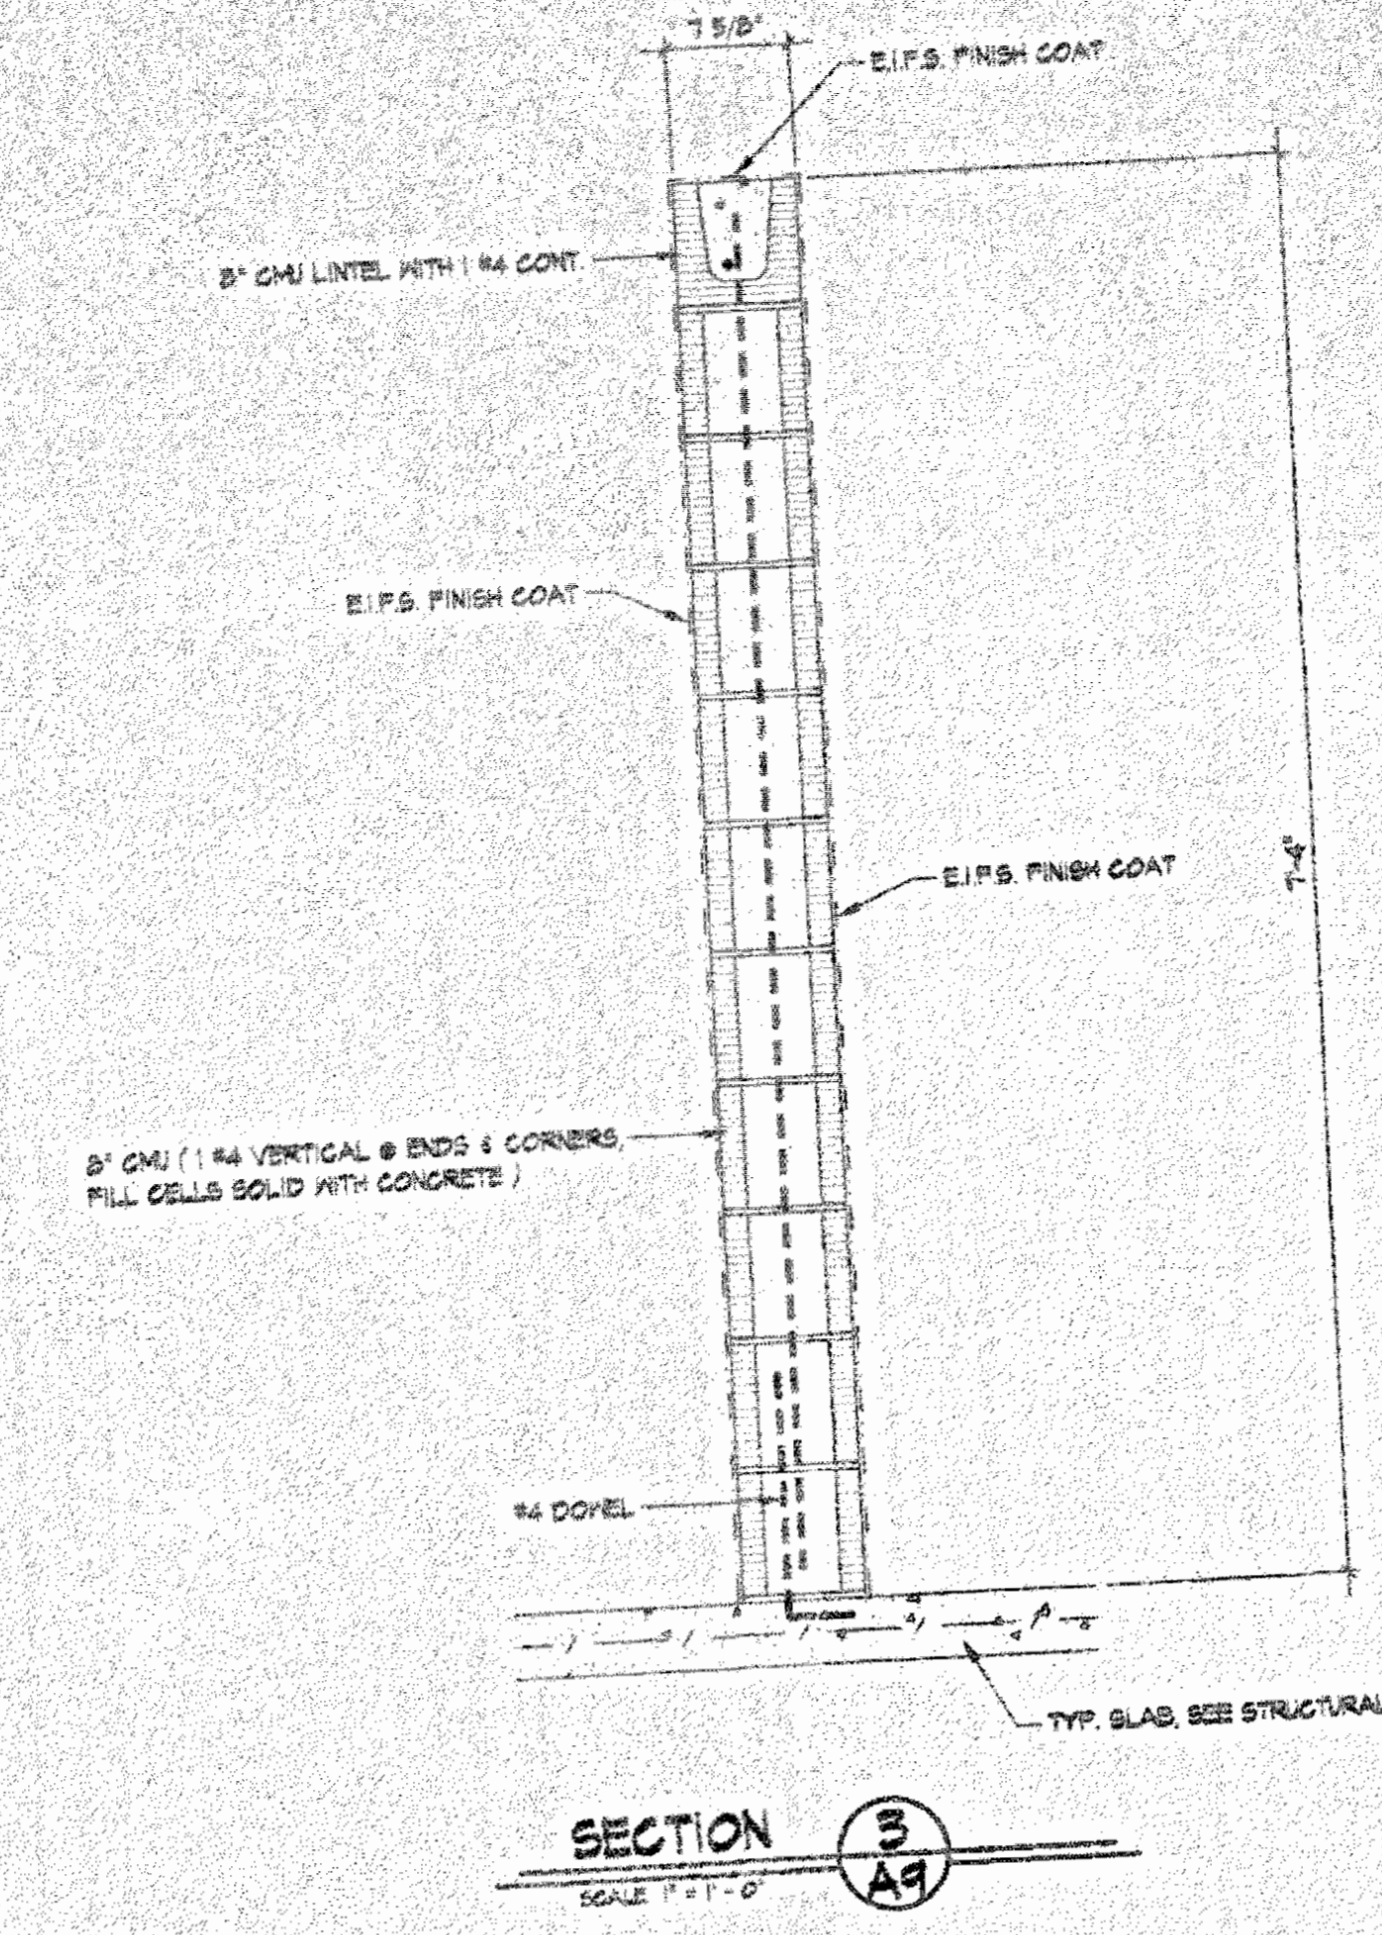 7 5/8"
E.I.F.S. FINISH COAT
8" CMU LINTEL WITH 1 #4 CONT.
E.I.F.S. FINISH COAT
E.I.F.S. FINISH COAT
7'-4"
8" CMU ( 1 #4 VERTICAL @ ENDS & CORNERS,
FILL CELLS SOLID WITH CONCRETE )
#4 DOWEL
TYP. SLAB, SEE STRUCTURAL
SECTION
3
A9
SCALE 1" = 1' - 0"